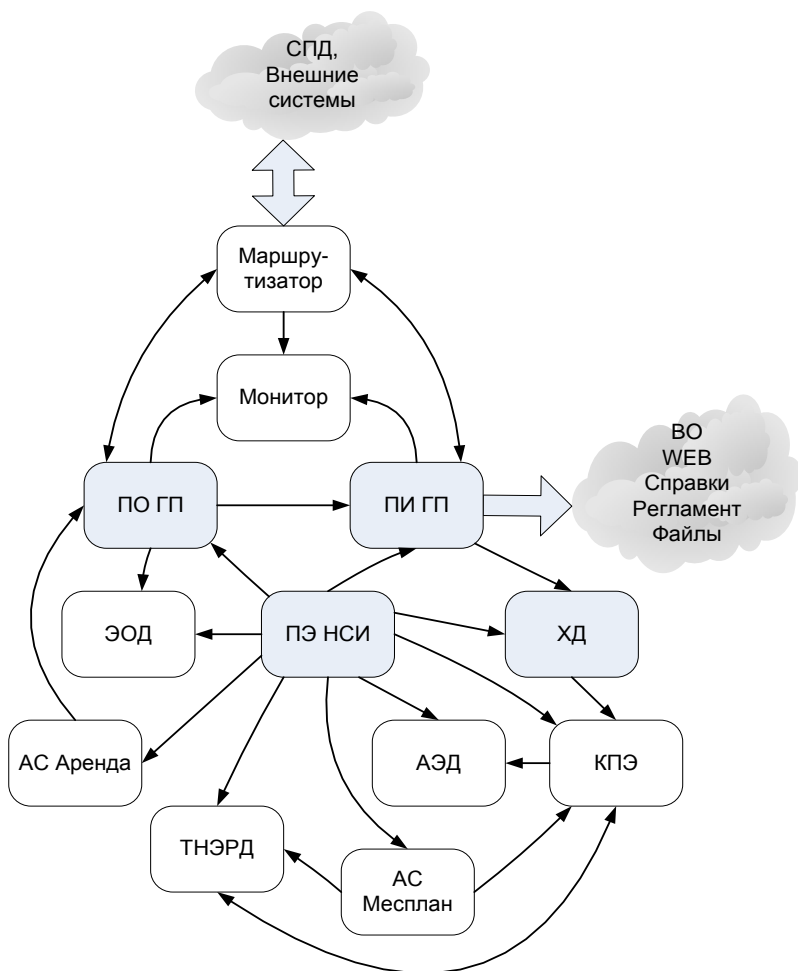 СПД,
Внешние
системы
Маршру-
тизатор
Монитор
ВО
WEB
Справки
Регламент
Файлы
ПО ГП
ПИ ГП
ЭОД
ПЭ НСИ
ХД
АС Аренда
АЭД
КПЭ
ТНЭРД
АС
Месплан